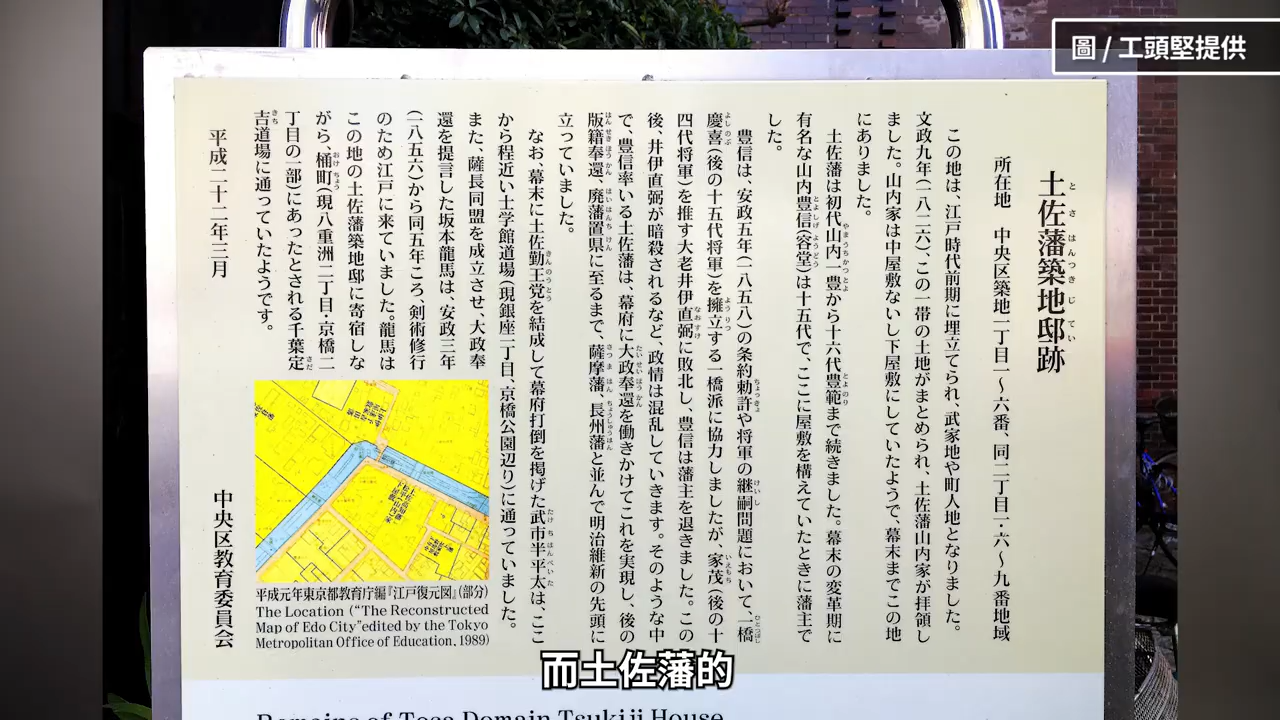 圖 / 工頭堅提供
土佐藩築地邸跡
所在地 中央区築地一丁目一～六番、同二丁目一・六～九番地域
この地は、江戸時代前期に埋立てられ、武家地や町人地となりました。
文政九年(一八二六)、この一帯の土地がまとめられ、土佐藩山内家が拝領し
ました。山内家は中屋敷ないし下屋敷にしていたようで、幕末までこの地
にありました。
土佐藩は初代山内一豊から十六代豊範まで続きました。幕末の変革期に
有名な山内豊信(容堂)は十五代で、ここに屋敷を構えていたときに藩主で
した。
豊信は、安政五年(一八五八)の条約勅許や将軍の継嗣問題において、一橋
慶喜(後の十五代将軍)を擁立する一橋派に協力しましたが、家茂(後の十
四代将軍)を推す大老井伊直弼に敗北し、豊信は藩主を退きました。この
後、井伊直弼が暗殺されるなど、政情は混乱していきます。そのような中
で、豊信率いる土佐藩は、幕府に大政奉還を働きかけてこれを実現し、後の
版籍奉還、廃藩置県に至るまで、薩摩藩、長州藩と並んで明治維新の先頭に
立っていました。
なお、幕末に土佐勤王党を結成して幕府打倒を掲げた武市半平太は、ここ
から程近い士学館道場(現銀座一丁目、京橋公園辺り)に通っていました。
また、薩長同盟を成立させ、大政奉
還を提言した坂本龍馬は、安政三年
(一八五六)から同五年ころ、剣術修行
のため江戸に来ていました。龍馬は
この地の土佐藩築地邸に寄宿しな
がら、桶町(現・八重洲二丁目・京橋二
丁目の一部)にあったとされる千葉定
吉道場に通っていたようです。
平成二十二年三月
中央区教育委員会
平成元年東京都教育庁編『江戸復元図』(部分)
The Location ("The Reconstructed
Map of Edo City"edited by the Tokyo
Metropolitan Office of Education, 1989)
Remains of Tosa Domain Tsukiji House
而土佐藩的